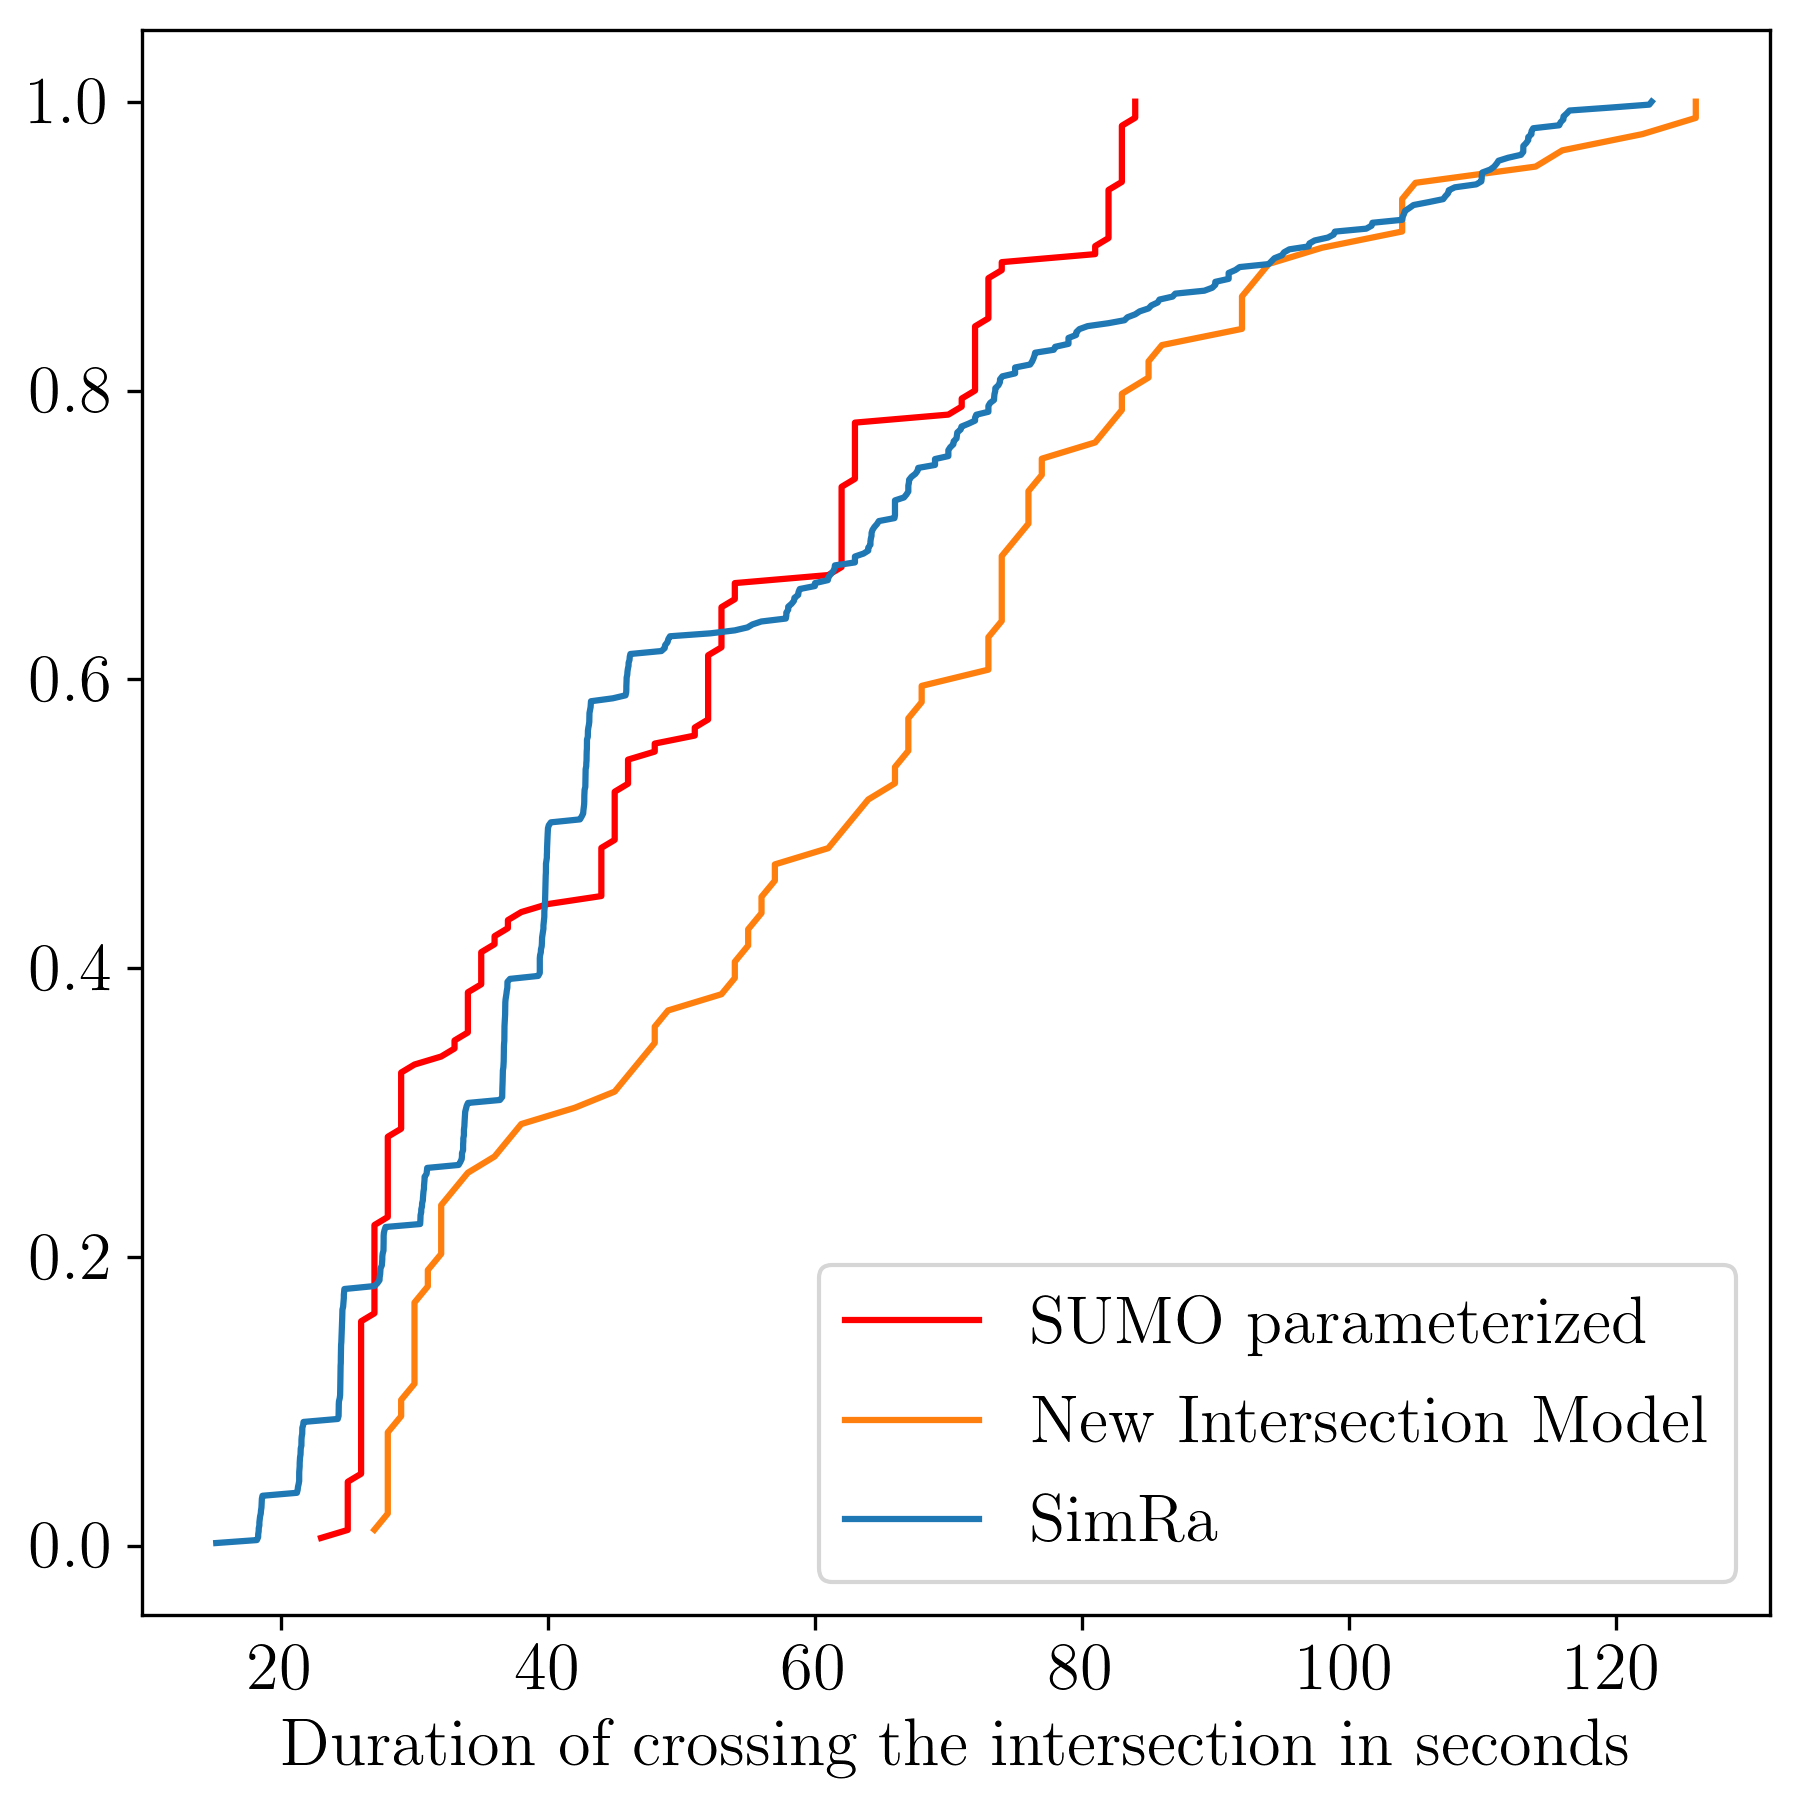 1.0
0.8
0.6
0.4
0.2
0.0
SUMO parameterized
New Intersection Model
SimRa
20 40 60 80 100 120
Duration of crossing the intersection in seconds